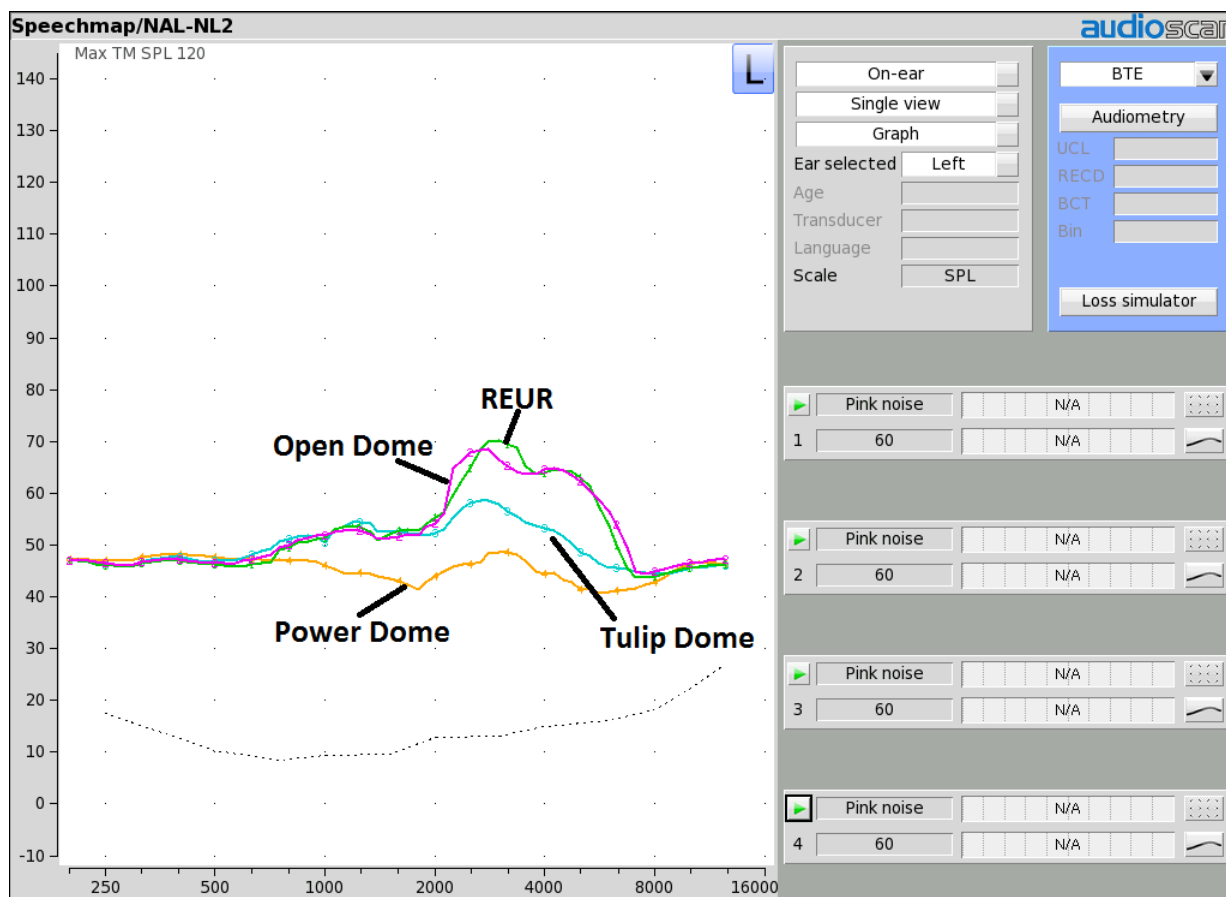 Speechmap/NAL-NL2
audioscan
Max TM SPL 120
L
140
130
120
110
100
90
80
70
60
50
40
30
20
10
0
-10
250 500 1000 2000 4000 8000 16000
REUR
Open Dome
Power Dome
Tulip Dome
On-ear
Single view
Graph
Ear selected Left
Age
Transducer
Language
Scale SPL
BTE
Audiometry
UCL
RECD
BCT
Bin
Loss simulator
Pink noise N/A
1 60
Pink noise N/A
2 60
Pink noise N/A
3 60
Pink noise N/A
4 60